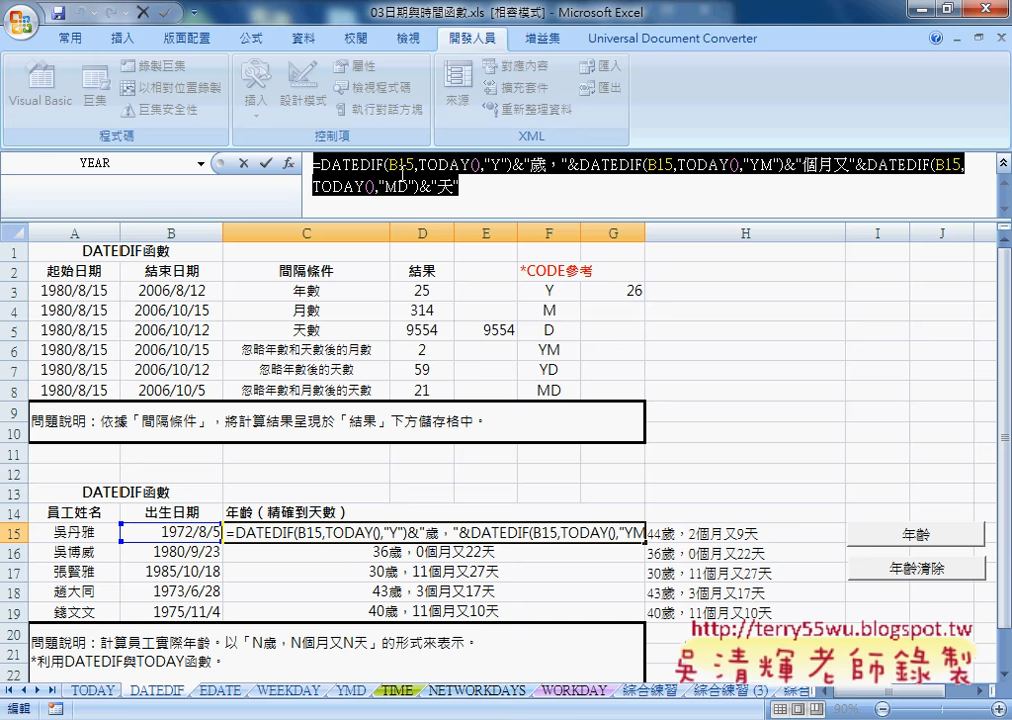 03日期與時間函數.xls [相容模式] - Microsoft Excel
常用 插入 版面配置 公式 資料 校閱 檢視 開發人員 增益集 Universal Document Converter
Visual Basic 巨集 錄製巨集 以相對位置錄製 巨集安全性
插入 設計模式 屬性 檢視程式碼 執行對話方塊
來源 對應內容 擴充套件 重新整理資料 匯入 匯出
程式碼 控制項 XML
YEAR
=DATEDIF(B15,TODAY(),"Y")&"歲，"&DATEDIF(B15,TODAY(),"YM")&"個月又"&DATEDIF(B15,
TODAY(),"MD")&"天"
A B C D E F G H I J
1 DATEDIF函數
2 起始日期 結束日期 間隔條件 結果 *CODE參考
3 1980/8/15 2006/8/12 年數 25 Y 26
4 1980/8/15 2006/10/15 月數 314 M
5 1980/8/15 2006/10/12 天數 9554 9554 D
6 1980/8/15 2006/10/15 忽略年數和天數後的月數 2 YM
7 1980/8/15 2006/10/12 忽略年數後的天數 59 YD
8 1980/8/15 2006/10/5 忽略年數和月數後的天數 21 MD
9
問題說明：依據「間隔條件」，將計算結果呈現於「結果」下方儲存格中。
10
11
12
13 DATEDIF函數
14 員工姓名 出生日期 年齡（精確到天數）
15 吳丹雅 1972/8/5 =DATEDIF(B15,TODAY(),"Y")&"歲，"&DATEDIF(B15,TODAY(),"YM 44歲，2個月又9天 年齡
16 吳博威 1980/9/23 36歲，0個月又22天 36歲，0個月又22天
17 張賢雅 1985/10/18 30歲，11個月又27天 30歲，11個月又27天 年齡清除
18 趙大同 1973/6/28 43歲，3個月又17天 43歲，3個月又17天
19 錢文文 1975/11/4 40歲，11個月又10天 40歲，11個月又10天
20 問題說明：計算員工實際年齡。以「N歲，N個月又N天」的形式來表示。
21 *利用DATEDIF與TODAY函數。
22
http://terry55wu.blogspot.tw
吳清輝老師錄製
TODAY DATEDIF EDATE WEEKDAY YMD TIME NETWORKDAYS WORKDAY 綜合練習 綜合練習 (3) 綜合
編輯 90%